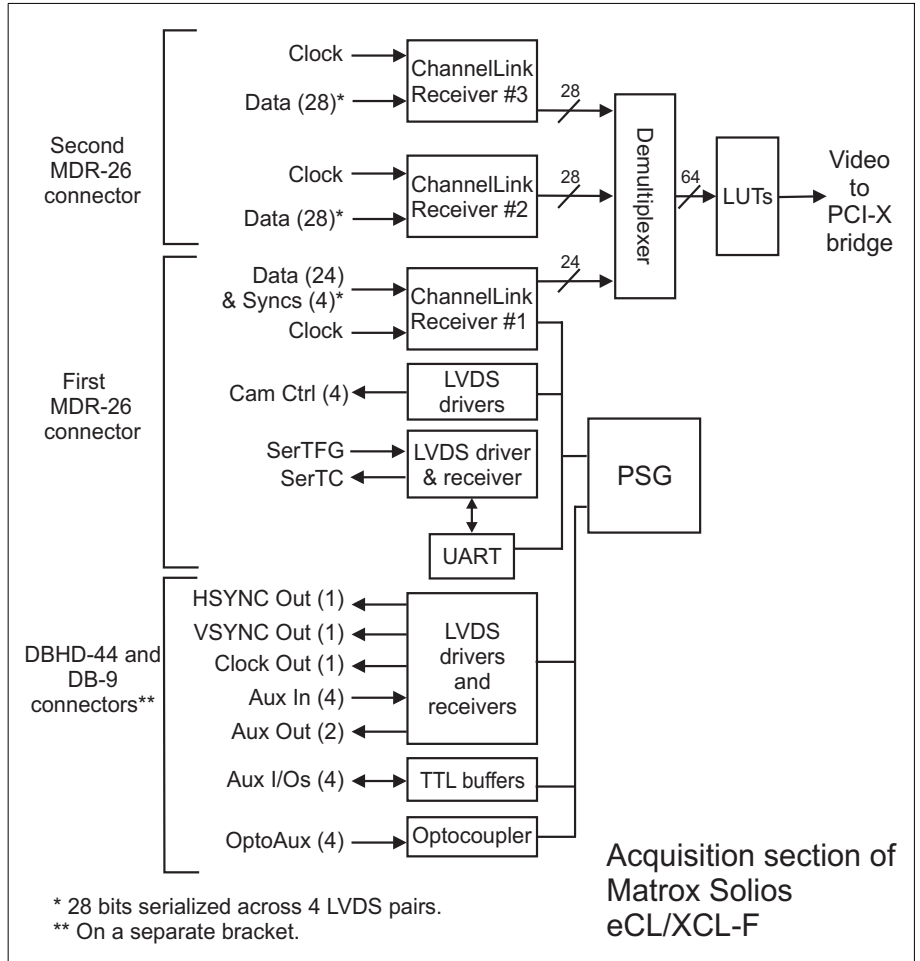 Second
MDR-26
connector
Clock
Data (28)*
ChannelLink
Receiver #3
28
Clock
Data (28)*
ChannelLink
Receiver #2
28
Demultiplexer
64
LUTs
Video
to
PCI-X
bridge
First
MDR-26
connector
Data (24)
& Syncs (4)*
Clock
ChannelLink
Receiver #1
24
Cam Ctrl (4)
LVDS
drivers
SerTFG
SerTC
LVDS driver
& receiver
UART
PSG
DBHD-44 and
DB-9
connectors**
HSYNC Out (1)
VSYNC Out (1)
Clock Out (1)
Aux In (4)
Aux Out (2)
LVDS
drivers
and
receivers
Aux I/Os (4)
TTL buffers
OptoAux (4)
Optocoupler
Acquisition section of
Matrox Solios
eCL/XCL-F
* 28 bits serialized across 4 LVDS pairs.
** On a separate bracket.